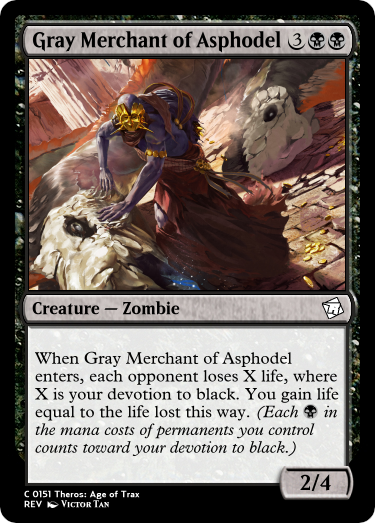 Gray Merchant of Asphodel 3
Creature — Zombie
When Gray Merchant of Asphodel
enters, each opponent loses X life, where
X is your devotion to black. You gain life
equal to the life lost this way. (Each in
the mana costs of permanents you control
counts toward your devotion to black.)
2/4
C 0151 Theros: Age of Trax
REV Victor Tan